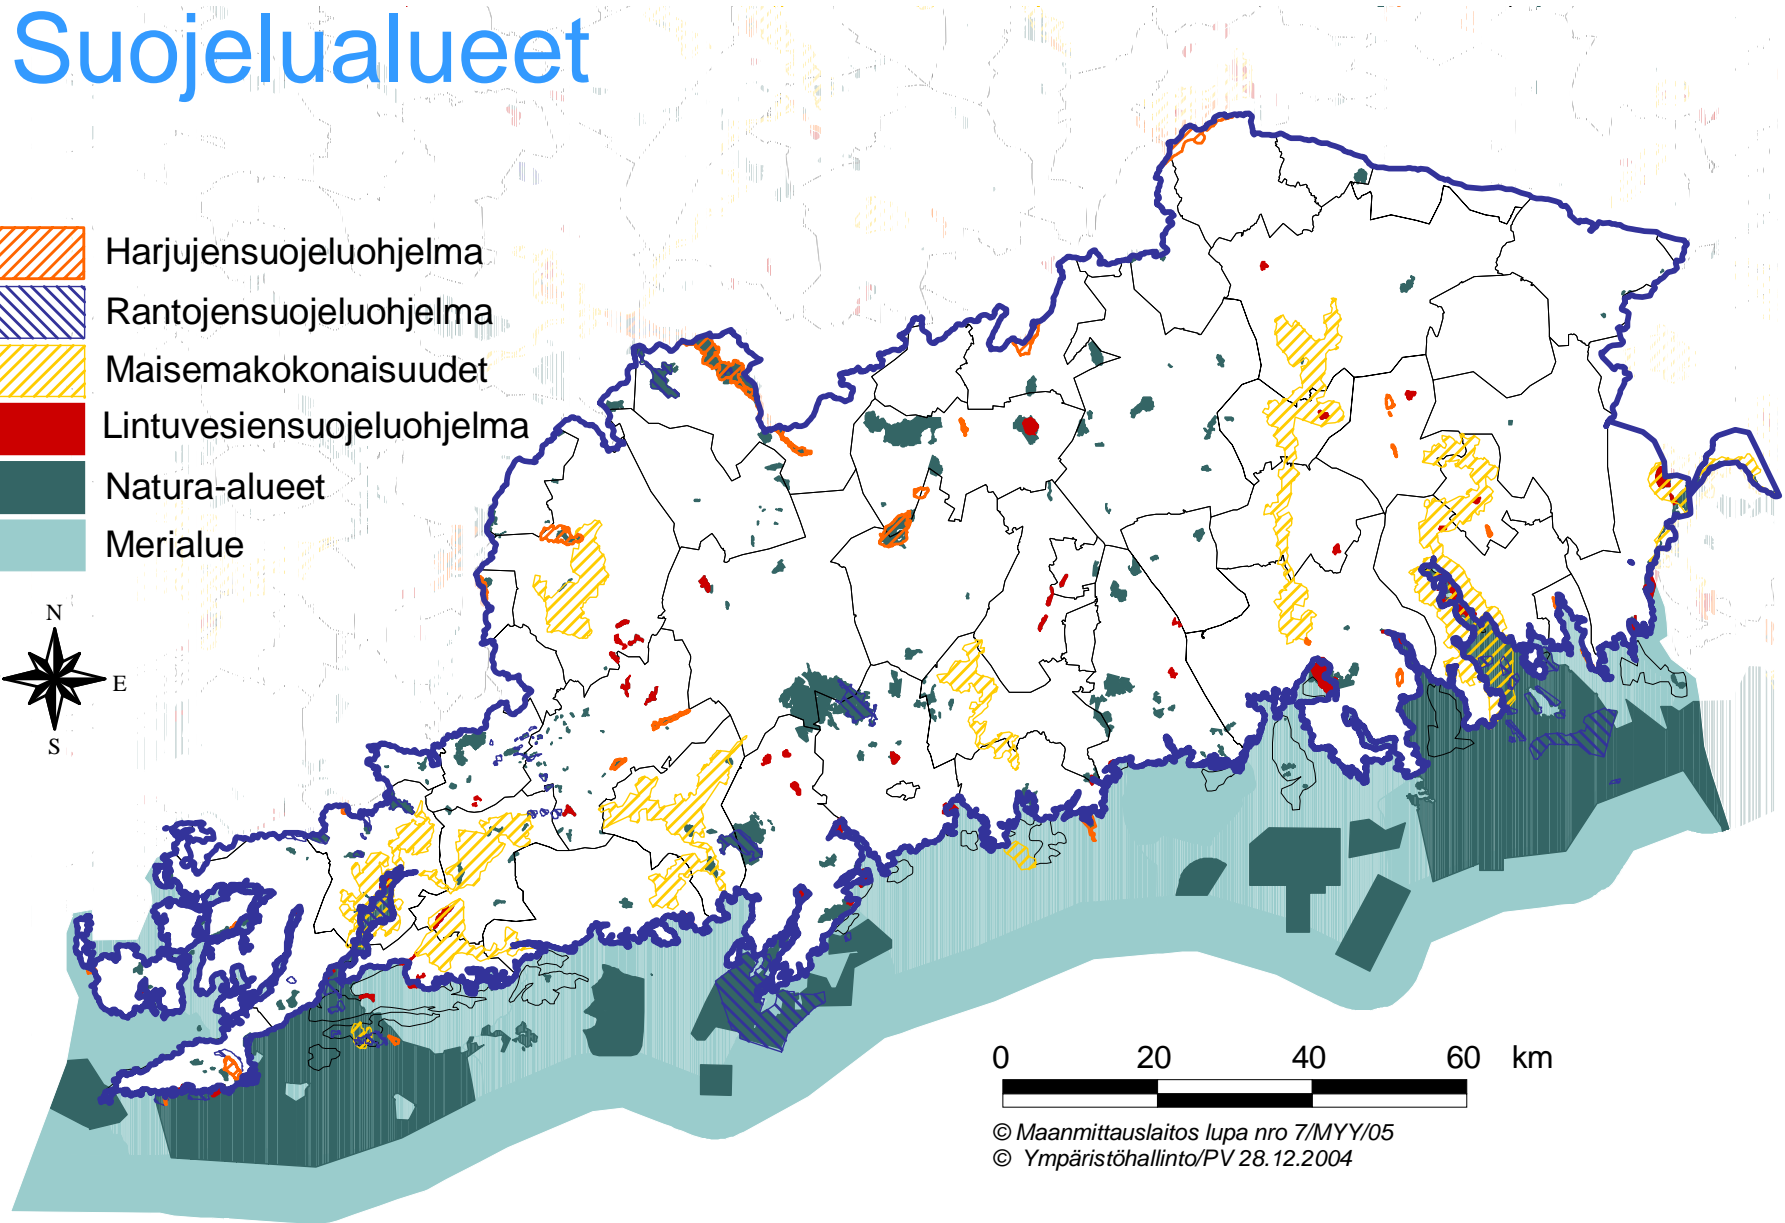 Suojelualueet
Harjujensuojeluohjelma
Rantojensuojeluohjelma
Maisemakokonaisuudet
Lintuvesiensuojeluohjelma
Natura-alueet
Merialue
N
E
S
0 20 40 60 km
© Maanmittauslaitos lupa nro 7/MYY/05
© Ympäristöhallinto/PV 28.12.2004